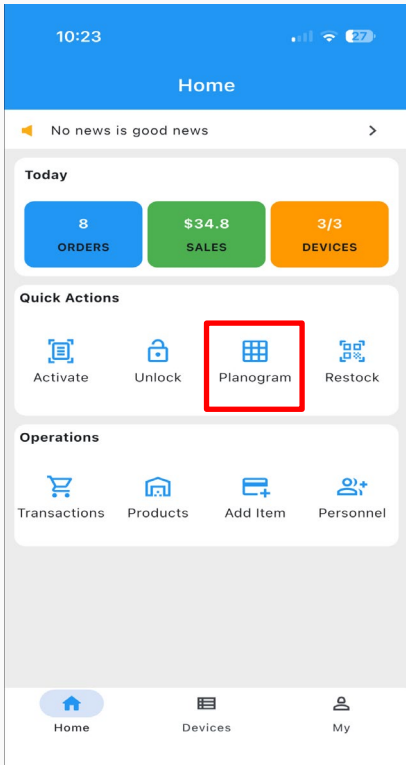 10:23
27
Home
No news is good news
Today
8
$34.8
3/3
ORDERS
SALES
DEVICES
Quick Actions
Activate
Unlock
Planogram
Restock
Operations
Transactions
Products
Add Item
Personnel
Home
Devices
My